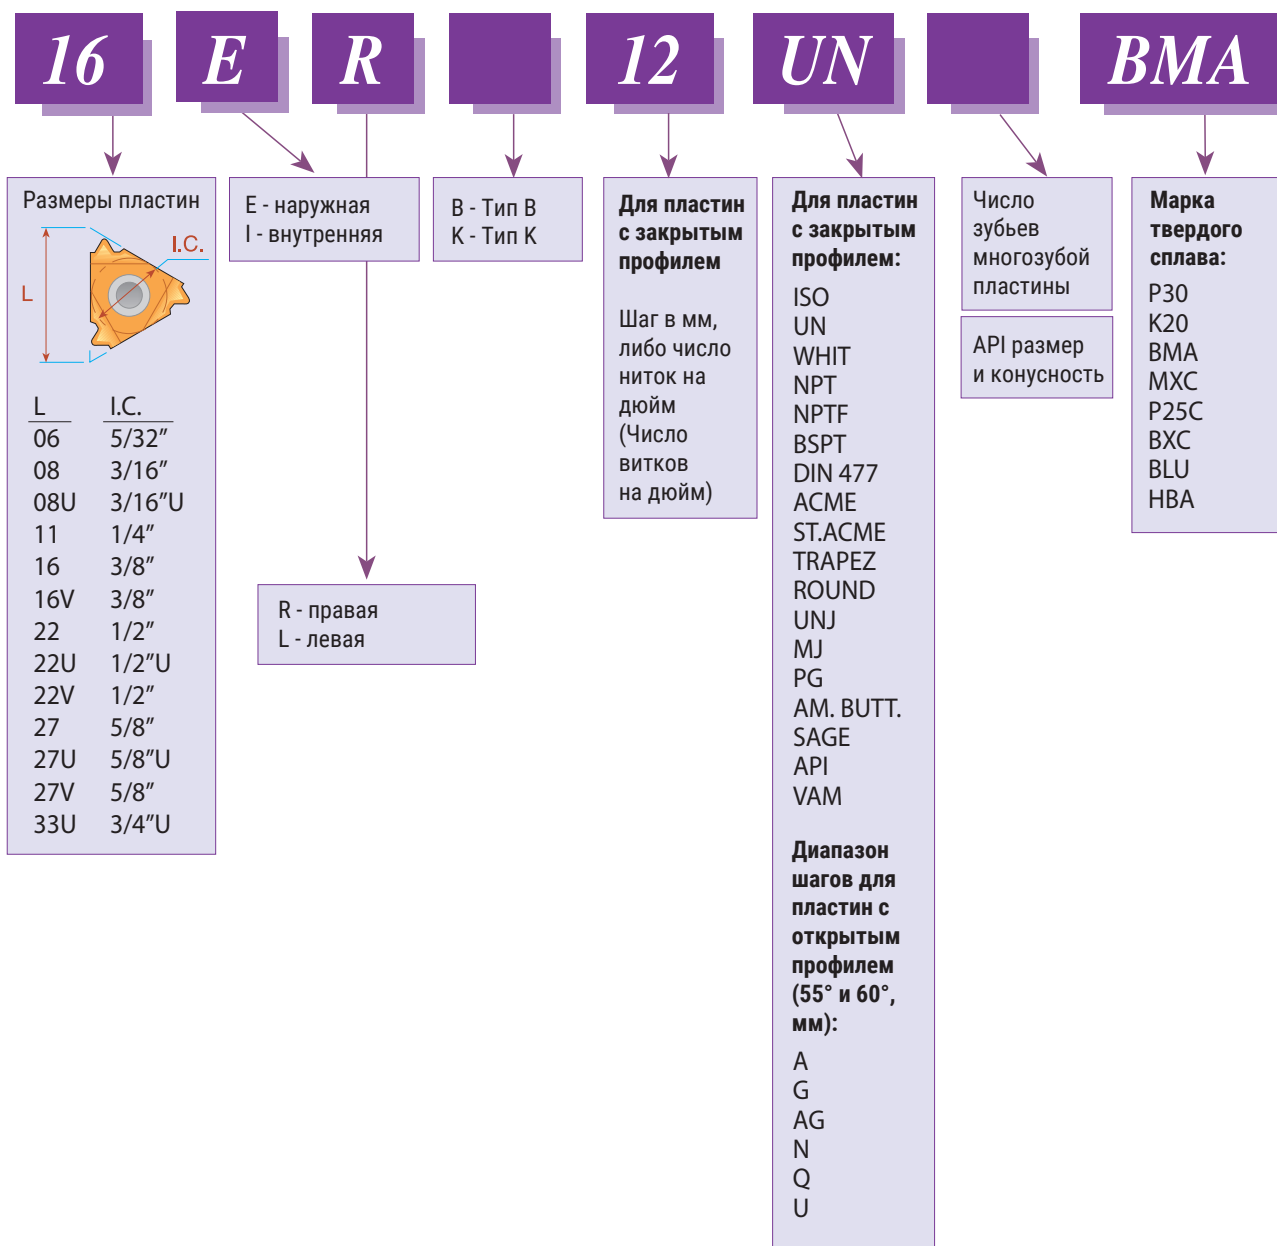 16 E R 12 UN BMA
Размеры пластин
I.C.
L
L I.C.
06 5/32"
08 3/16"
08U 3/16"U
11 1/4"
16 3/8"
16V 3/8"
22 1/2"
22U 1/2"U
22V 1/2"
27 5/8"
27U 5/8"U
27V 5/8"
33U 3/4"U
E - наружная
I - внутренняя
R - правая
L - левая
B - Тип B
K - Тип K
Для пластин
с закрытым
профилем
Шаг в мм,
либо число
ниток на
дюйм
(Число
витков
на дюйм)
Для пластин
с закрытым
профилем:
ISO
UN
WHIT
NPT
NPTF
BSPT
DIN 477
ACME
ST.ACME
TRAPEZ
ROUND
UNJ
MJ
PG
AM. BUTT.
SAGE
API
VAM
Диапазон
шагов для
пластин с
открытым
профилем
(55° и 60°,
мм):
A
G
AG
N
Q
U
Число
зубьев
многозубой
пластины
API размер
и конусность
Марка
твердого
сплава:
P30
K20
BMA
MXC
P25C
BXC
BLU
HBA